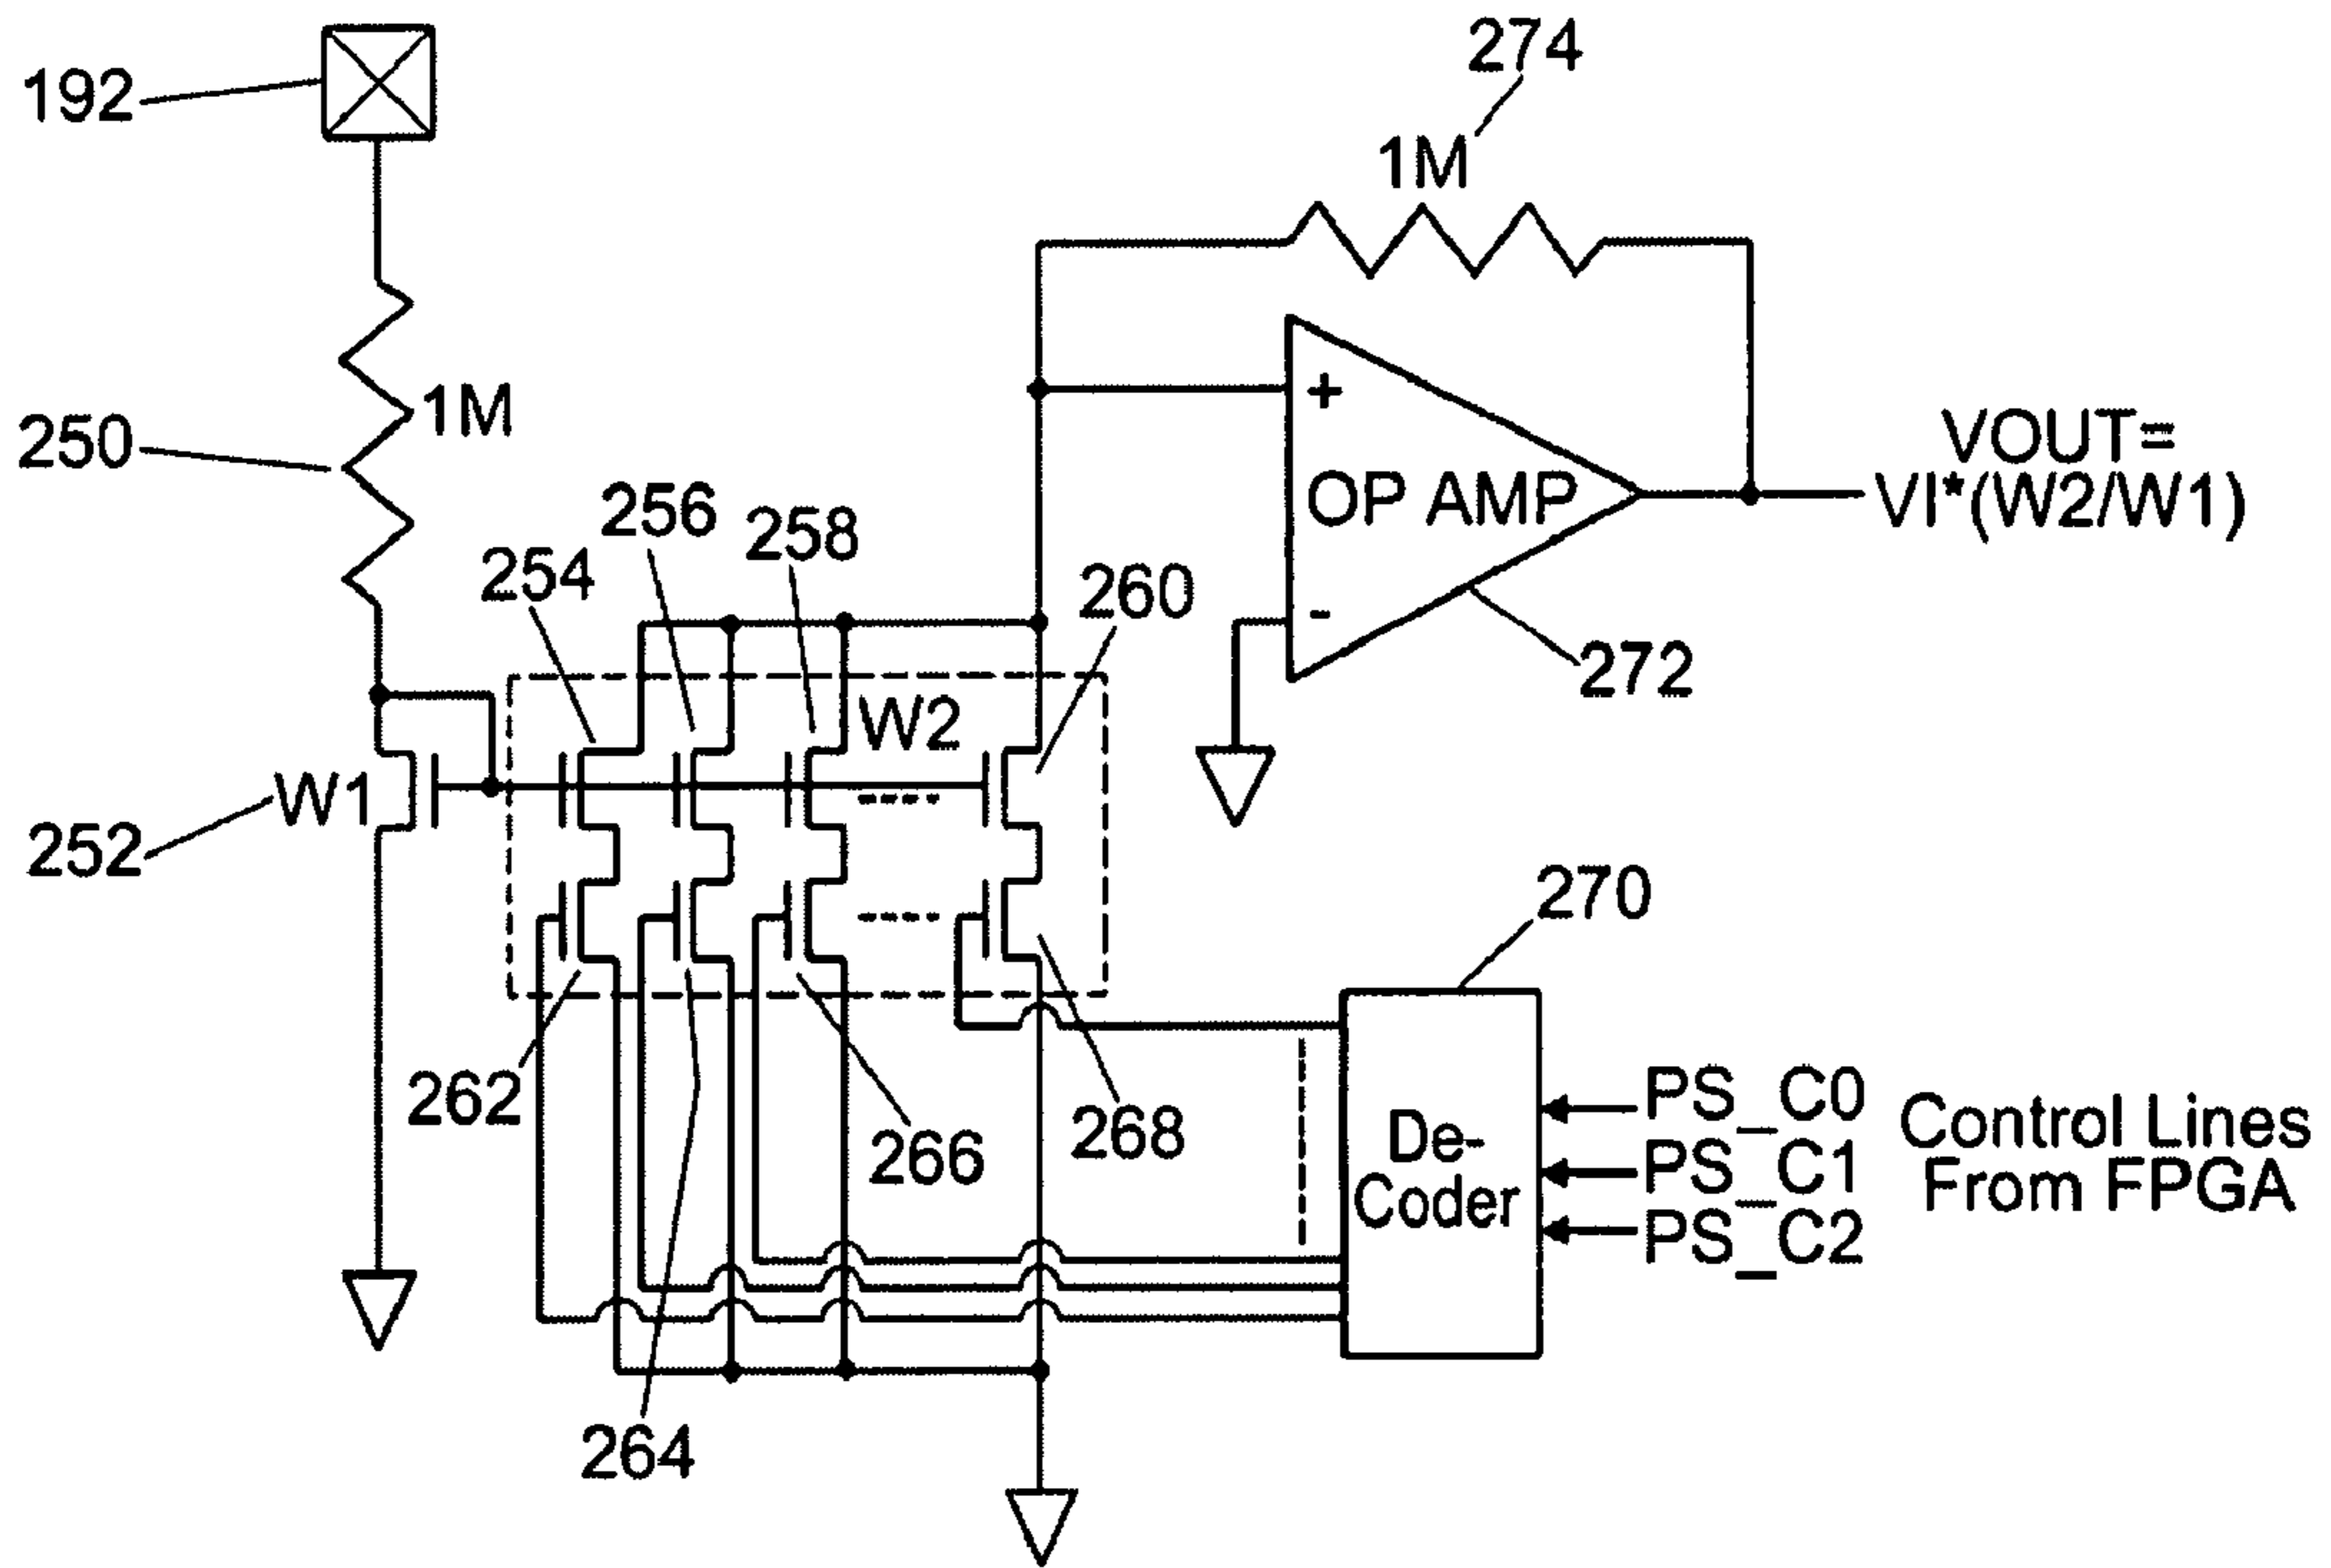 274
192
1M
1M
250
+
OP AMP
-
VOUT=
VI*(W2/W1)
256
258
254
260
272
W2
W1
252
270
262
266
268
264
De-
Coder
PS_C0
PS_C1
PS_C2
Control Lines
From FPGA